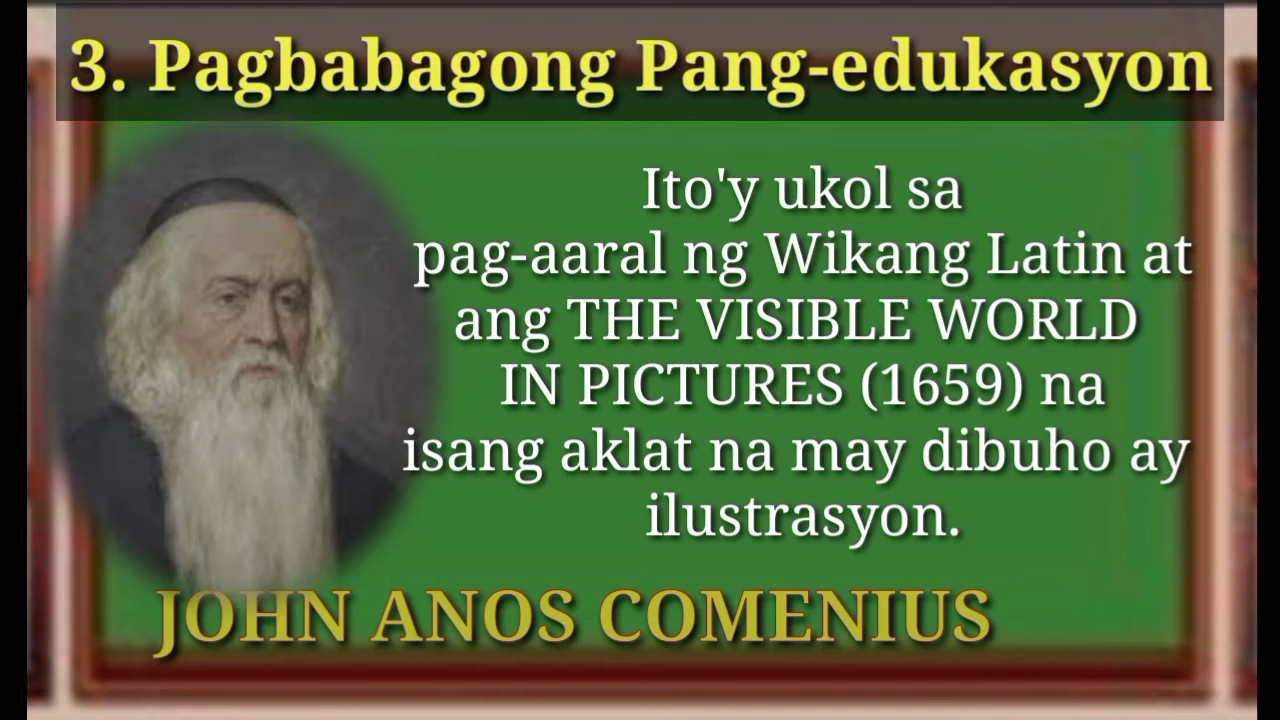 3. Pagbabagong Pang-edukasyon
Ito'y ukol sa
pag-aaral ng Wikang Latin at
ang THE VISIBLE WORLD
IN PICTURES (1659) na
isang aklat na may dibuho ay
ilustrasyon.
JOHN ANOS COMENIUS